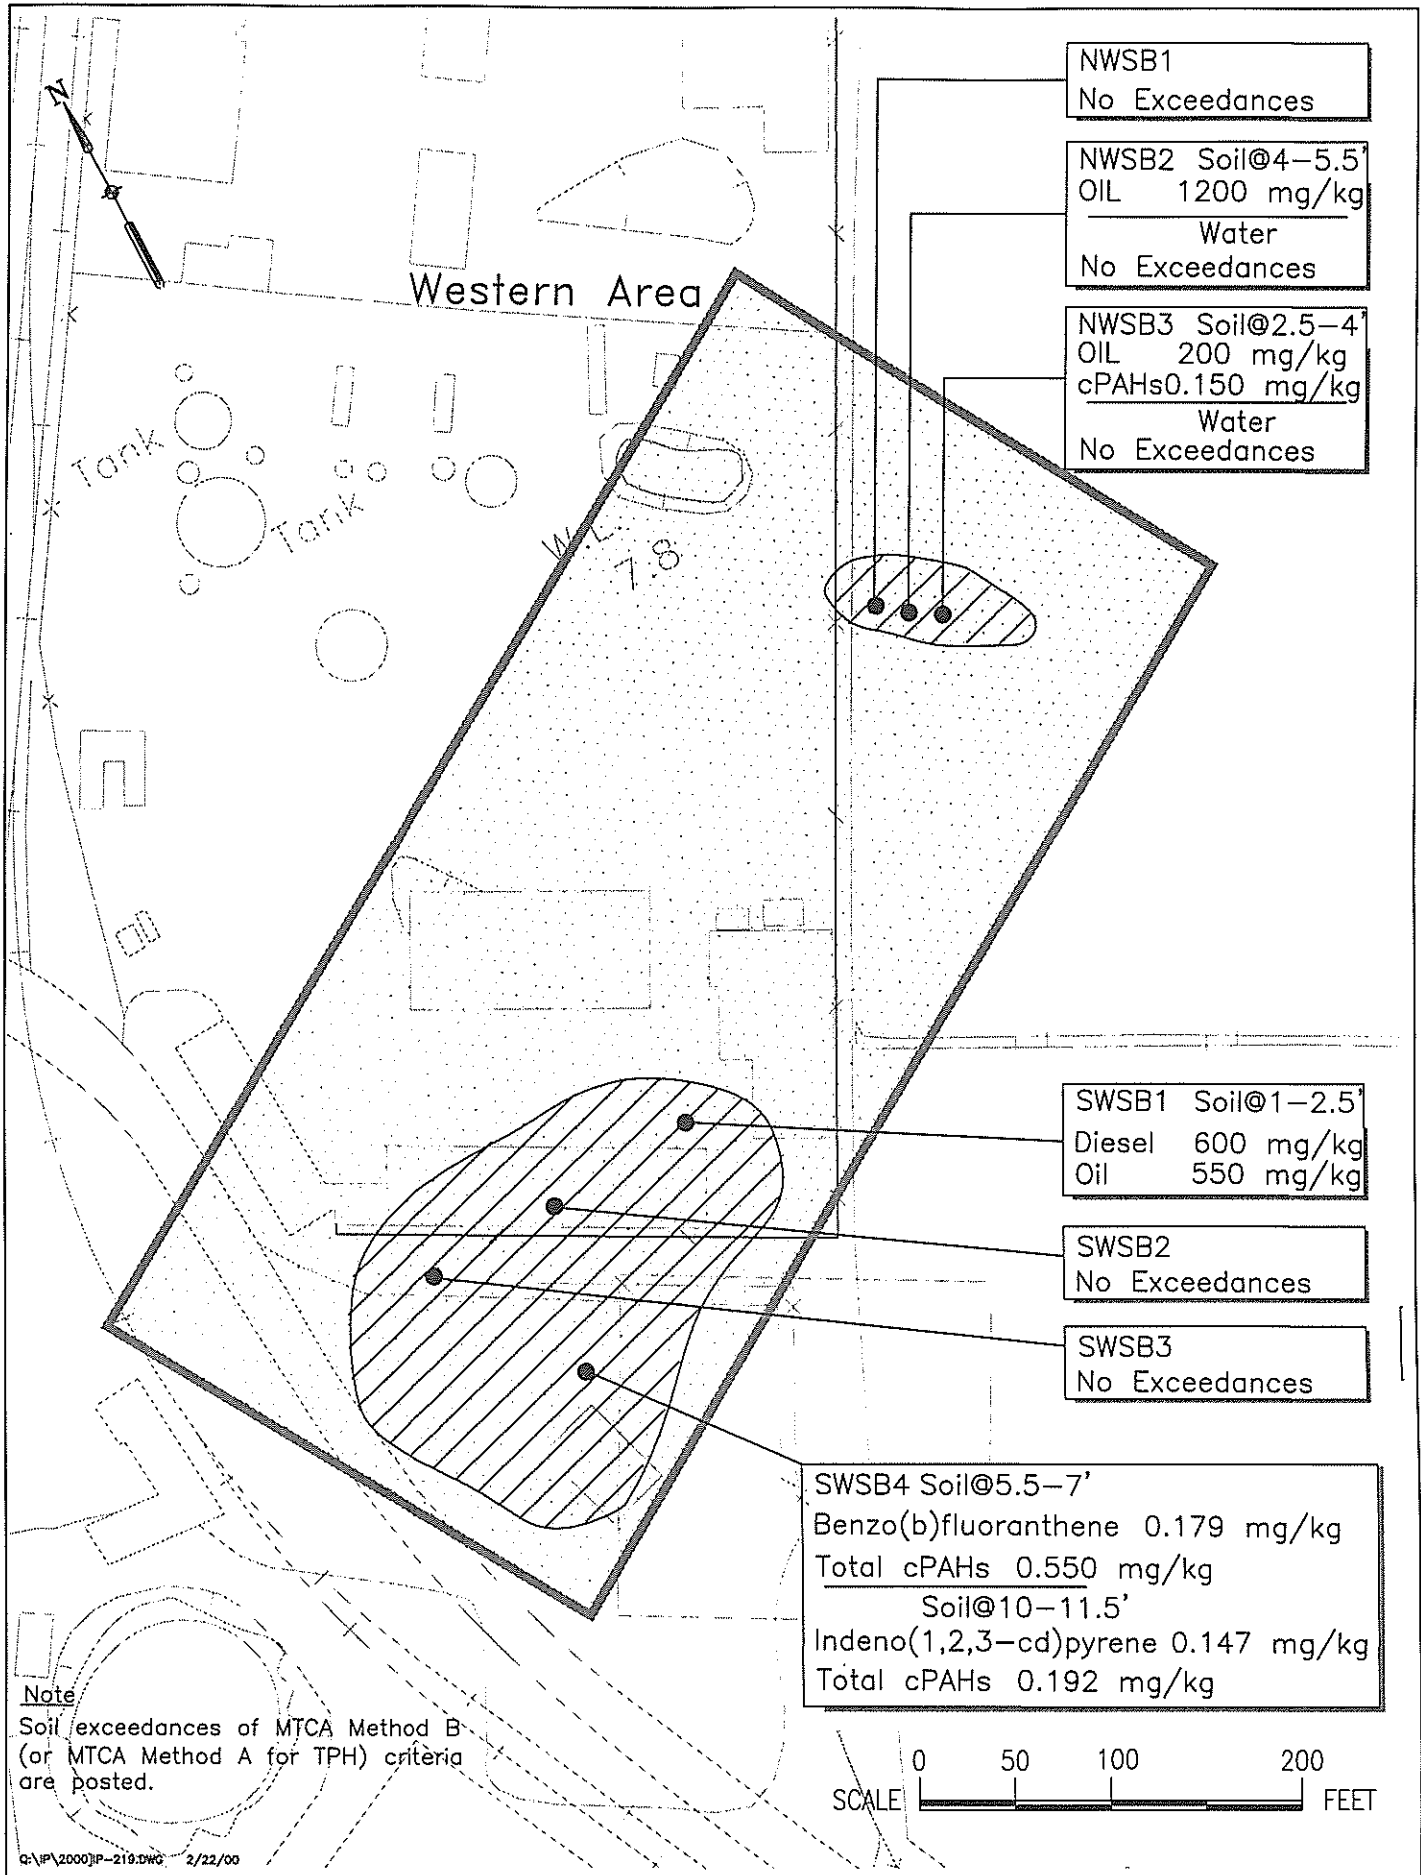 N
NWSB1
No Exceedances
NWSB2 Soil@4-5.5'
OIL 1200 mg/kg
Water
No Exceedances
NWSB3 Soil@2.5-4'
OIL 200 mg/kg
cPAHs0.150 mg/kg
Water
No Exceedances
Western Area
Tank
Tank
W.L.
7.8
SWSB1 Soil@1-2.5'
Diesel 600 mg/kg
Oil 550 mg/kg
SWSB2
No Exceedances
SWSB3
No Exceedances
SWSB4 Soil@5.5-7'
Benzo(b)fluoranthene 0.179 mg/kg
Total cPAHs 0.550 mg/kg
Soil@10-11.5'
Indeno(1,2,3-cd)pyrene 0.147 mg/kg
Total cPAHs 0.192 mg/kg
Note
Soil exceedances of MTCA Method B
(or MTCA Method A for TPH) criteria
are posted.
0 50 100 200
SCALE FEET
Q:\IP\2000\IP-219.DWG 2/22/00